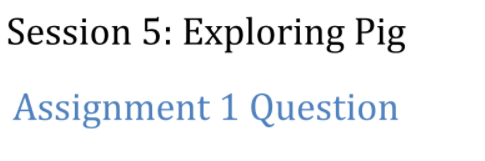 Session 5: Exploring Pig
Assignment 1 Question